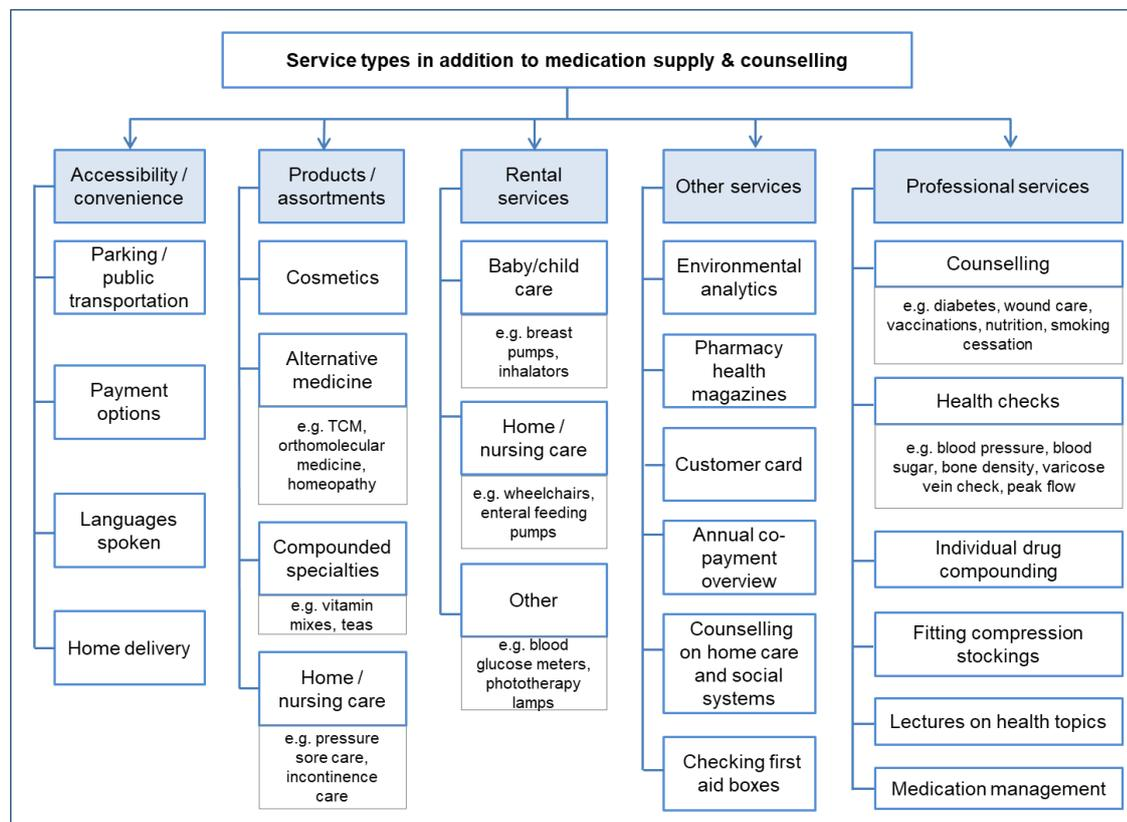 Service types in addition to medication supply & counselling
Accessibility /
convenience
Parking /
public
transportation
Payment
options
Languages
spoken
Home delivery
Products /
assortments
Cosmetics
Alternative
medicine
e.g. TCM,
orthomolecular
medicine,
homeopathy
Compounded
specialties
e.g. vitamin
mixes, teas
Home /
nursing care
e.g. pressure
sore care,
incontinence
care
Rental
services
Baby/child
care
e.g. breast
pumps,
inhalators
Home /
nursing care
e.g. wheelchairs,
enteral feeding
pumps
Other
e.g. blood
glucose meters,
phototherapy
lamps
Other services
Environmental
analytics
Pharmacy
health
magazines
Customer card
Annual co-
payment
overview
Counselling
on home care
and social
systems
Checking first
aid boxes
Professional services
Counselling
e.g. diabetes, wound care,
vaccinations, nutrition, smoking
cessation
Health checks
e.g. blood pressure, blood
sugar, bone density, varicose
vein check, peak flow
Individual drug
compounding
Fitting compression
stockings
Lectures on health topics
Medication management